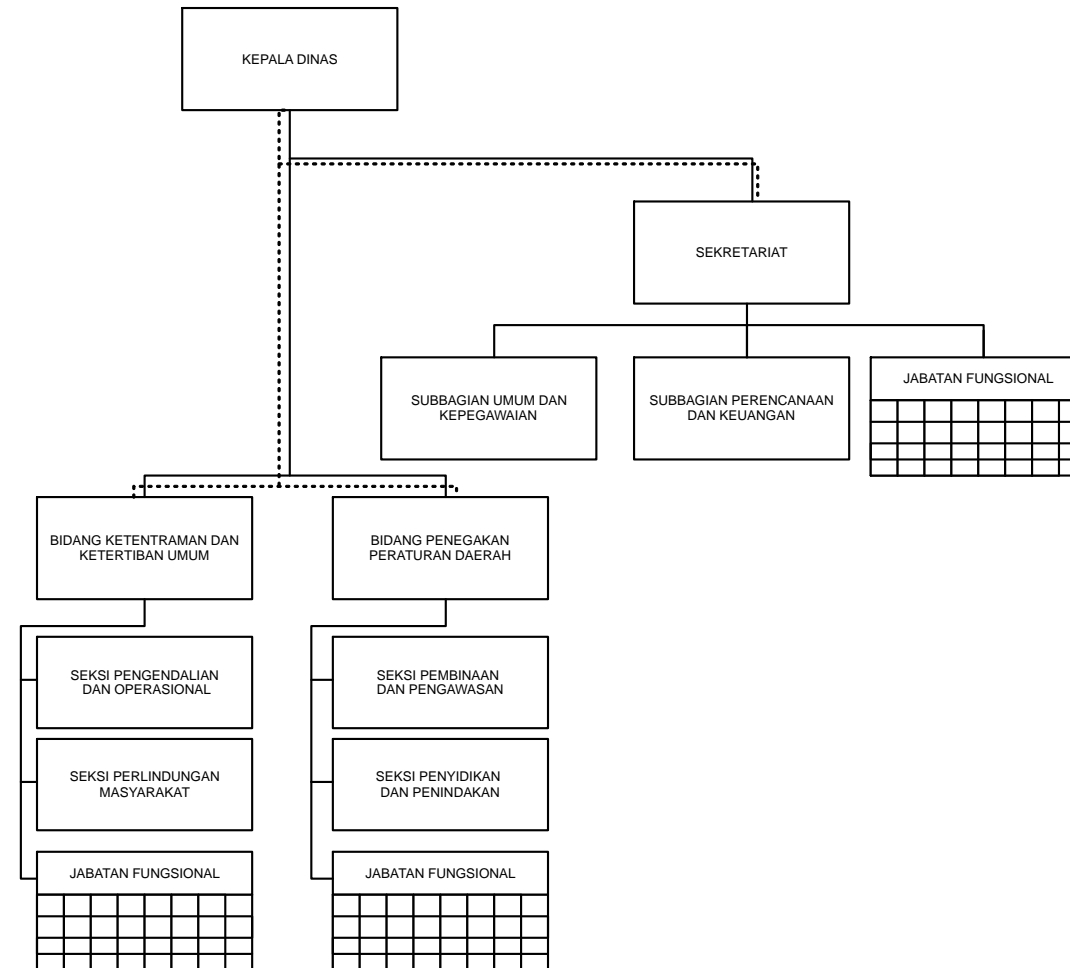 KEPALA DINAS
SEKRETARIAT
SUBBAGIAN UMUM DAN
KEPEGAWAIAN
SUBBAGIAN PERENCANAAN
DAN KEUANGAN
JABATAN FUNGSIONAL
BIDANG KETENTRAMAN DAN
KETERTIBAN UMUM
BIDANG PENEGAKAN
PERATURAN DAERAH
SEKSI PENGENDALIAN
DAN OPERASIONAL
SEKSI PEMBINAAN
DAN PENGAWASAN
SEKSI PERLINDUNGAN
MASYARAKAT
SEKSI PENYIDIKAN
DAN PENINDAKAN
JABATAN FUNGSIONAL
JABATAN FUNGSIONAL